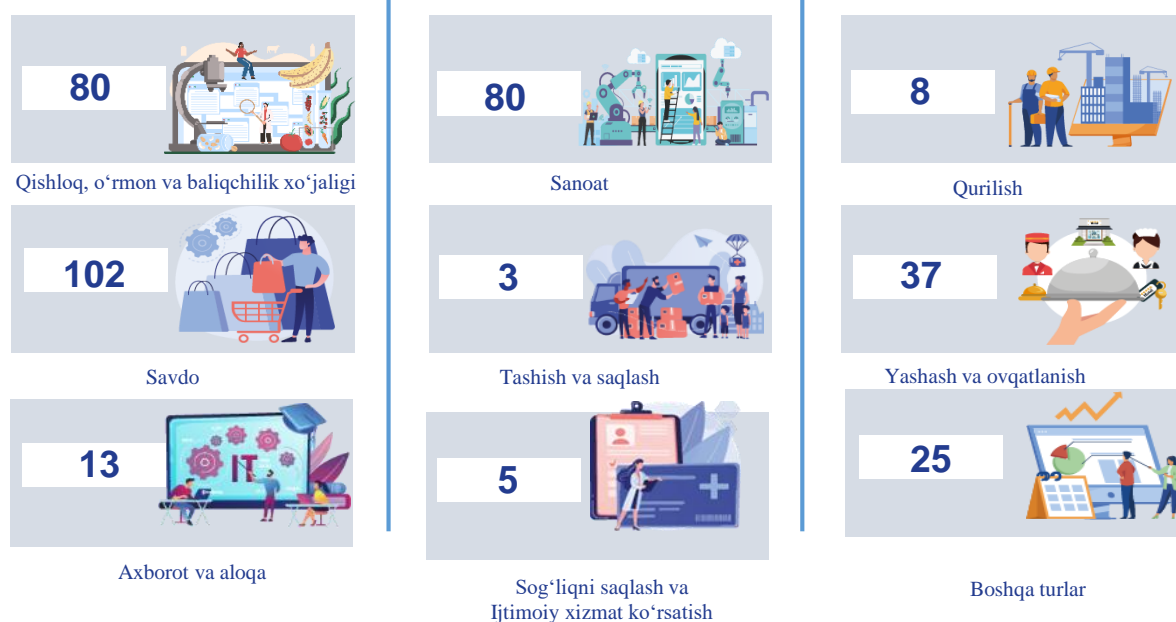 80
80
8
Qishloq, o‘rmon va baliqchilik xo‘jaligi
Sanoat
Qurilish
102
3
37
Savdo
Tashish va saqlash
Yashash va ovqatlanish
13
IT
5
25
Axborot va aloqa
Sog‘liqni saqlash va
Ijtimoiy xizmat ko‘rsatish
Boshqa turlar